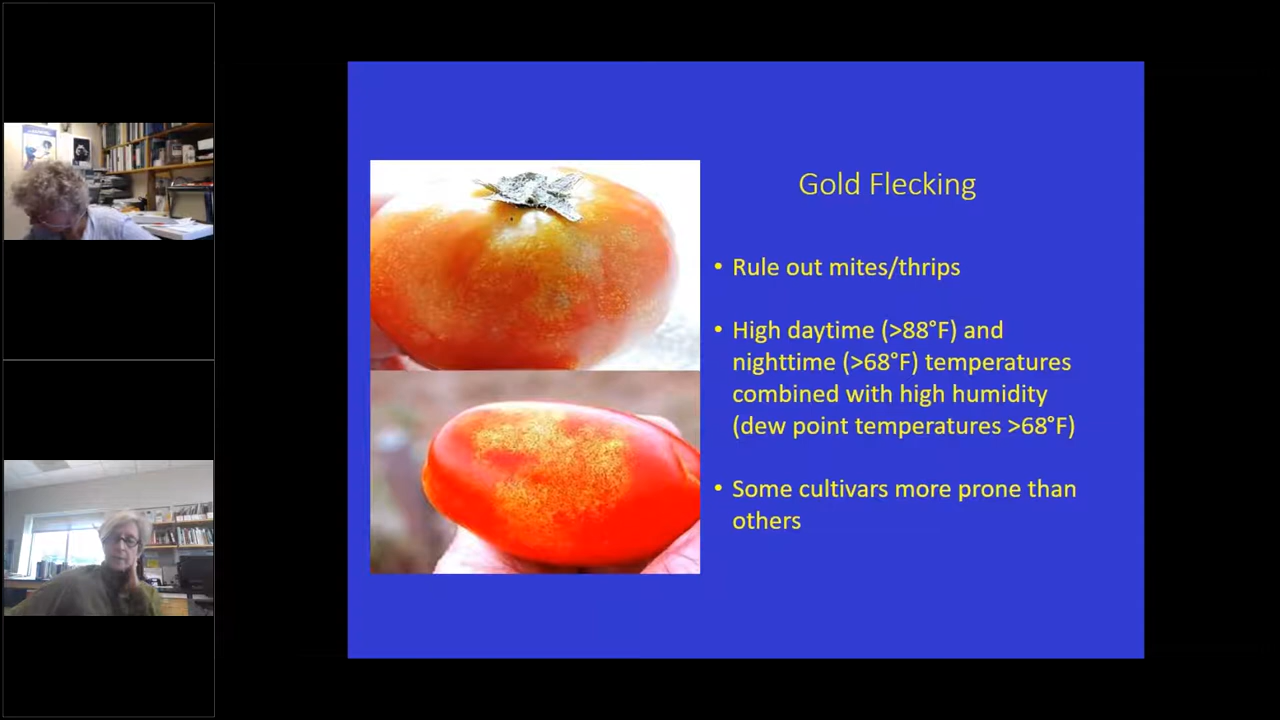 Gold Flecking
• Rule out mites/thrips
• High daytime (>88°F) and
nighttime (>68°F) temperatures
combined with high humidity
(dew point temperatures >68°F)
• Some cultivars more prone than
others